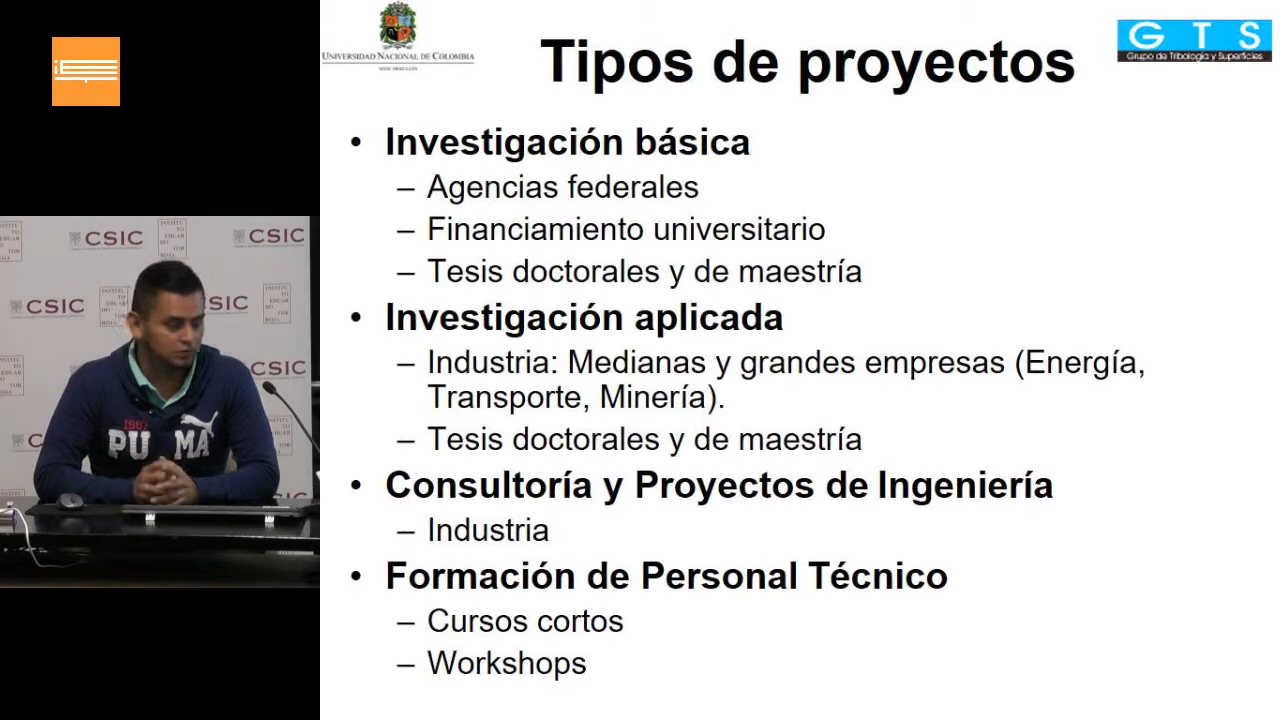 UNIVERSIDAD NACIONAL DE COLOMBIA
SEDE MEDELLÍN
Tipos de proyectos
GTS
Grupo de Tribología y Superficies
• Investigación básica
– Agencias federales
– Financiamiento universitario
– Tesis doctorales y de maestría
• Investigación aplicada
– Industria: Medianas y grandes empresas (Energía,
Transporte, Minería).
– Tesis doctorales y de maestría
• Consultoría y Proyectos de Ingeniería
– Industria
• Formación de Personal Técnico
– Cursos cortos
– Workshops
CSIC
CSIC
CSIC
CSIC
CSIC
PUMA